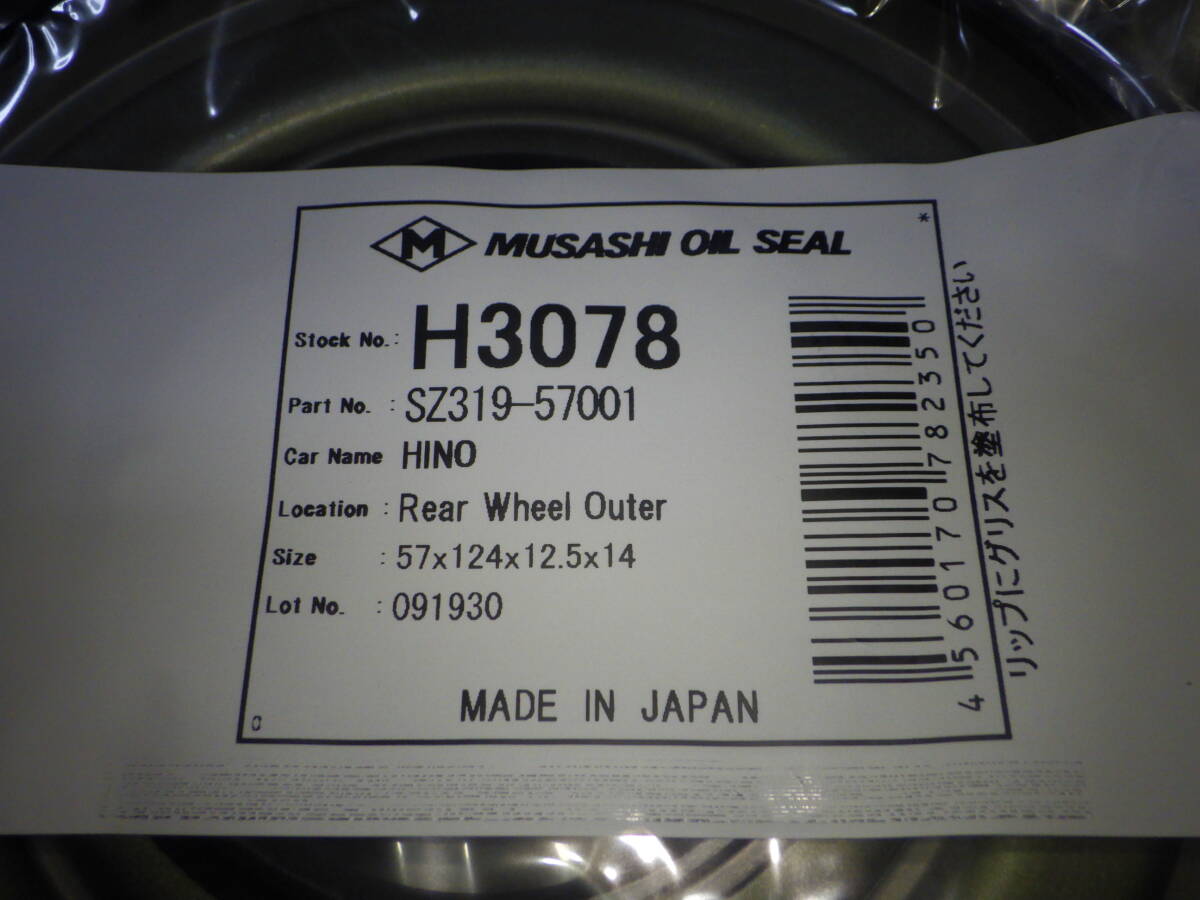 M MUSASHI OIL SEAL *
Stock No. : H3078
Part No. : SZ319-57001
Car Name HINO
Location : Rear Wheel Outer
Size : 57x124x12.5x14
Lot No. : 091930
MADE IN JAPAN
4560170782350
リップにグリスを塗布してください